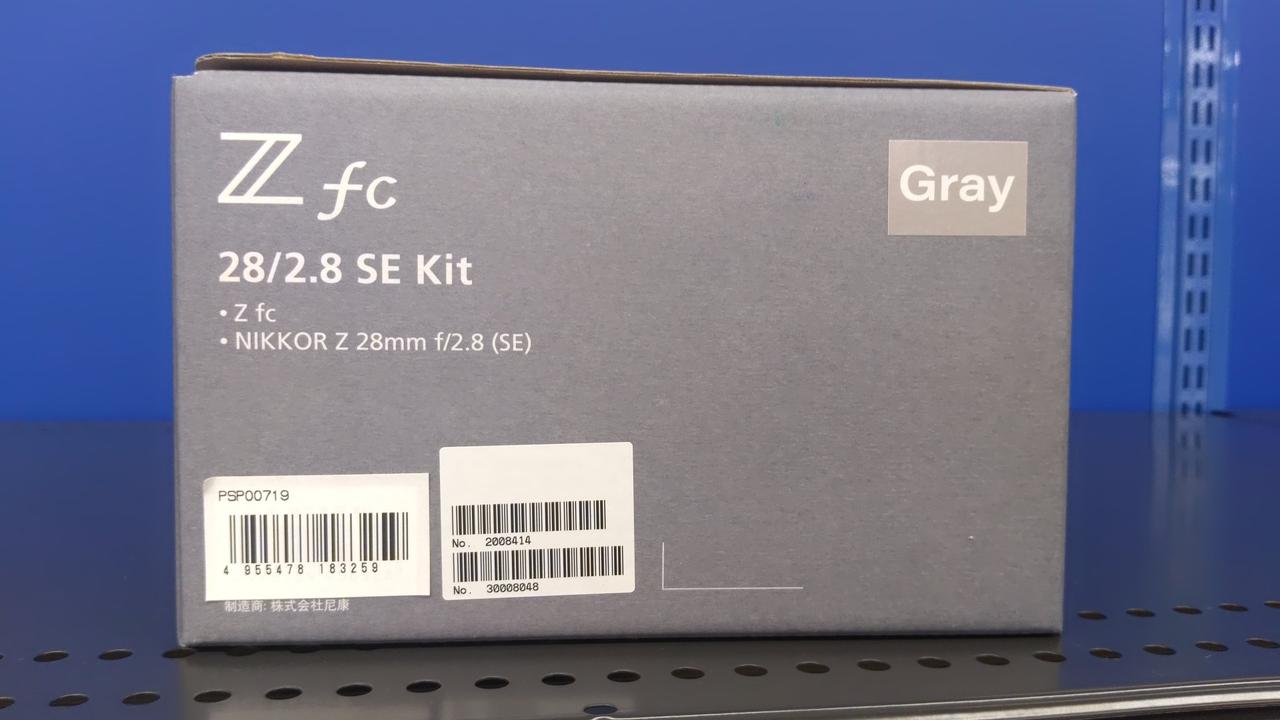 Z fc
Gray
28/2.8 SE Kit
• Z fc
• NIKKOR Z 28mm f/2.8 (SE)
PSP00719
4 955478 183259
No. 2008414
No. 30008048
制造商: 株式会社尼康